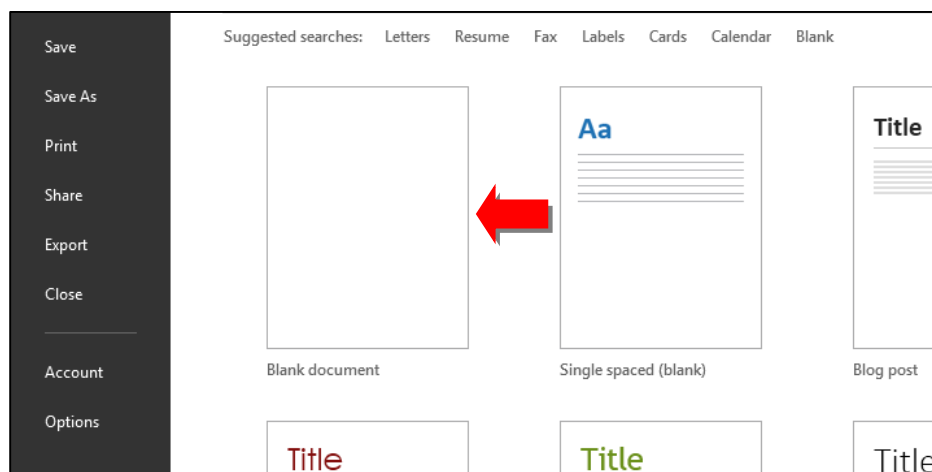 Save
Save As
Print
Share
Export
Close
Account
Options
Suggested searches: Letters Resume Fax Labels Cards Calendar Blank
Aa
Title
Blank document
Single spaced (blank)
Blog post
Title
Title
Title